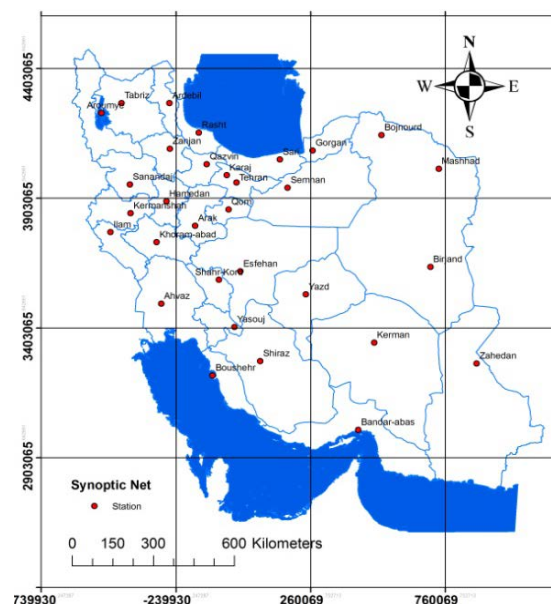 N
W E
S
4403065
3903065
3403065
2903065
Tabriz
Ardebil
Aroumye
Rasht
Zanjan
Qazvin
Sari
Gorgan
Bojnourd
Mashhad
Karaj
Tehran
Semnan
Sanandaj
Hamedan
Kermanshah
Qom
Ilam
Arak
Khoram-abad
Esfehan
Shahr-Kord
Birjand
Yazd
Ahvaz
Yasouj
Kerman
Shiraz
Zahedan
Boushehr
Bandar-abas
Synoptic Net
Station
0 150 300 600 Kilometers
739930 -239930 260069 760069